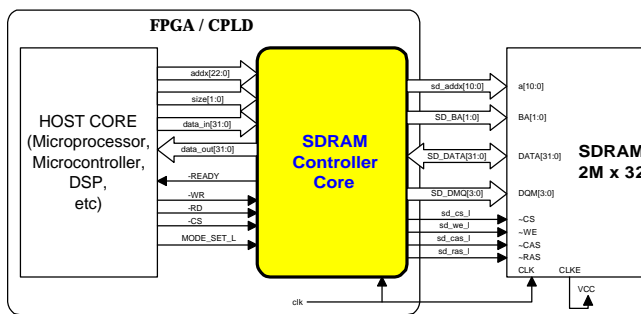 FPGA / CPLD
HOST CORE
(Microprocessor,
Microcontroller,
DSP,
etc)
addx[22:0]
size[1:0]
data_in[31:0]
data_out[31:0]
-READY
-WR
-RD
-CS
MODE_SET_L
SDRAM
Controller
Core
sd_addx[10:0]
SD_BA[1:0]
SD_DATA[31:0]
SD_DMQ[3:0]
sd_cs_l
sd_we_l
sd_cas_l
sd_ras_l
clk
a[10:0]
BA[1:0]
DATA[31:0]
DQM[3:0]
~CS
~WE
~CAS
~RAS
CLK
CLKE
SDRAM
2M x 32
VCC